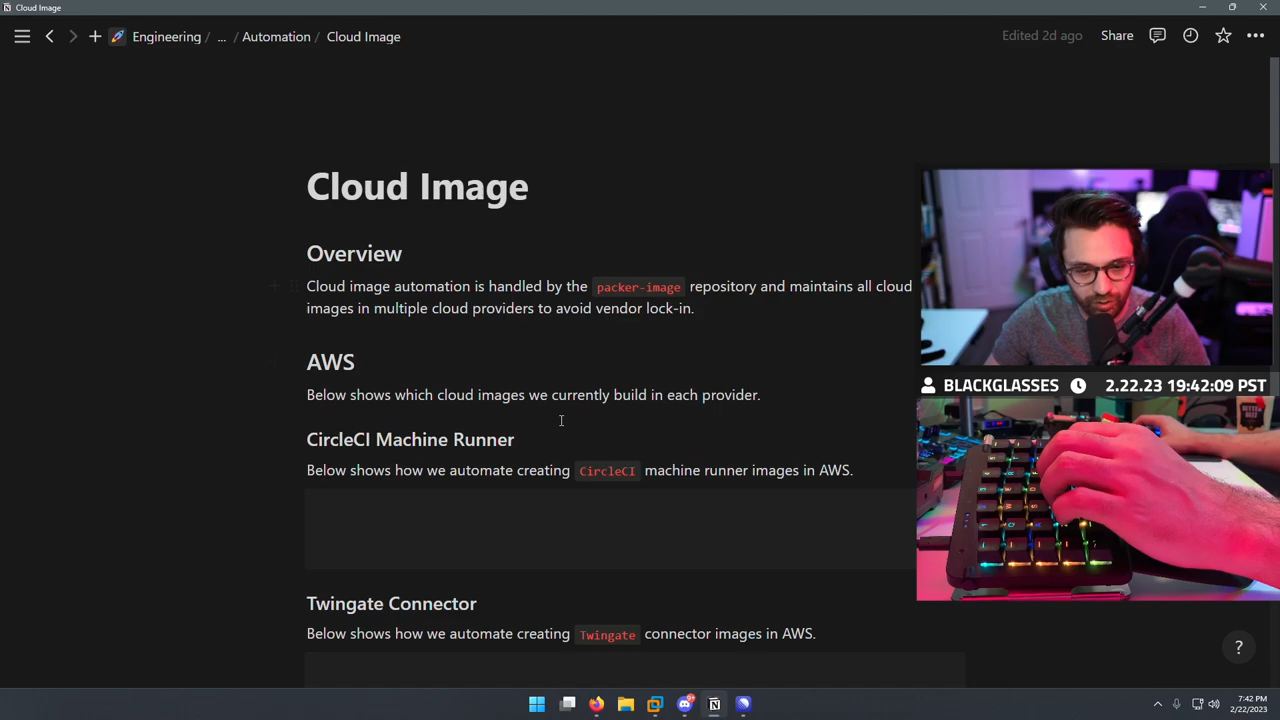 Cloud Image
Engineering / ... / Automation / Cloud Image
Edited 2d ago Share
Cloud Image
Overview
Cloud image automation is handled by the packer-image repository and maintains all cloud
images in multiple cloud providers to avoid vendor lock-in.
AWS
Below shows which cloud images we currently build in each provider.
CircleCI Machine Runner
Below shows how we automate creating CircleCI machine runner images in AWS.
Twingate Connector
Below shows how we automate creating Twingate connector images in AWS.
BLACKGLASSES 2.22.23 19:42:09 PST
?
7:42 PM
2/22/2023